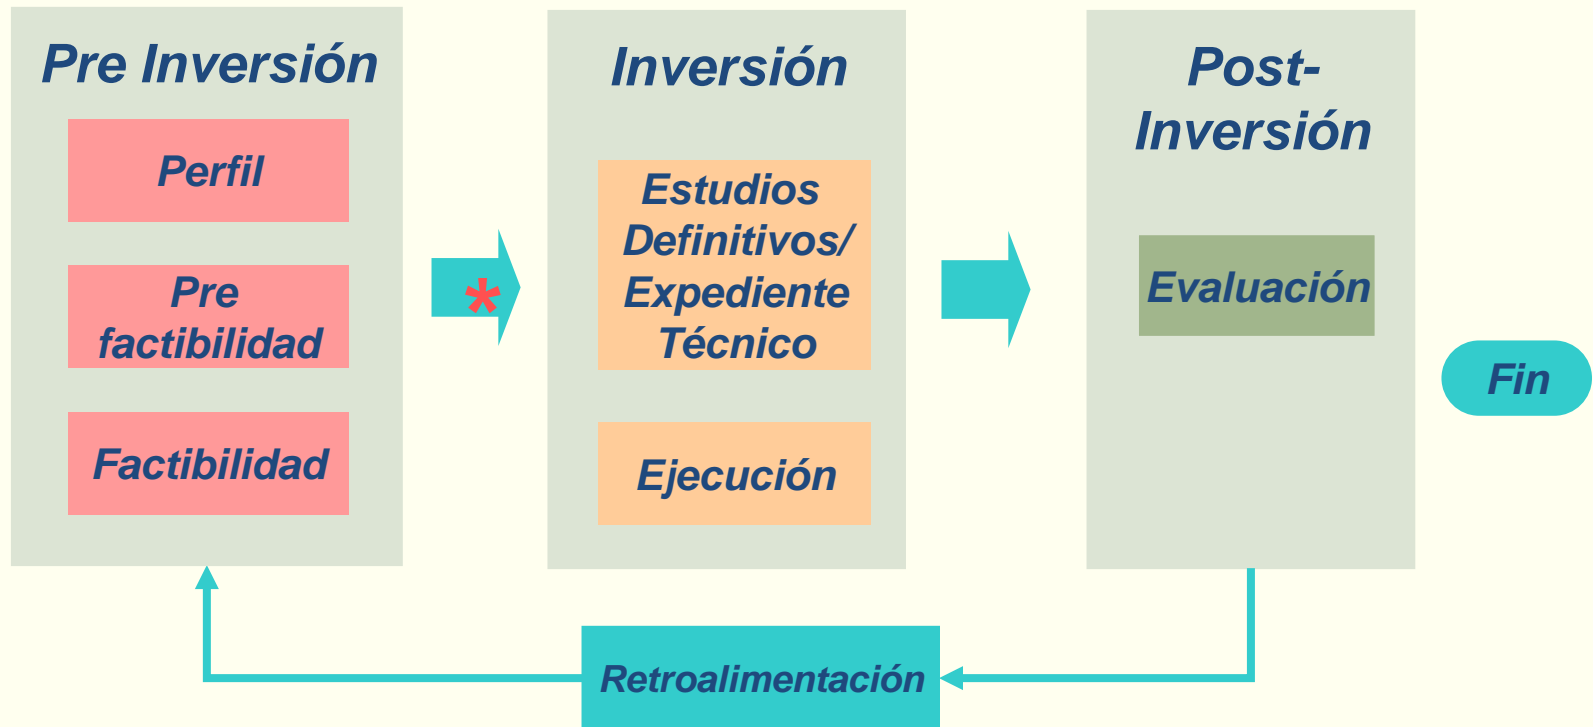 Pre Inversión
Perfil
Pre
factibilidad
Factibilidad
*
Inversión
Estudios
Definitivos/
Expediente
Técnico
Ejecución
Post-
Inversión
Evaluación
Fin
Retroalimentación